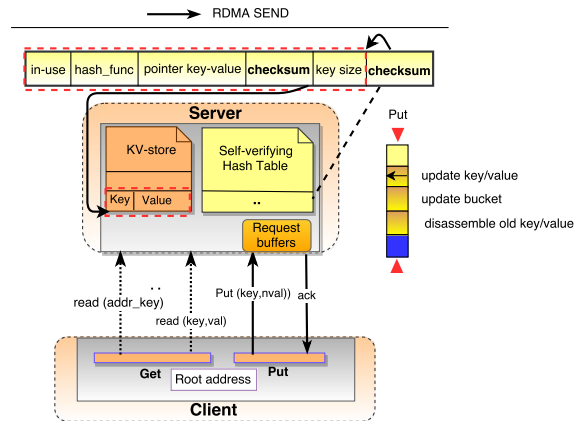 RDMA SEND
in-use hash_func pointer key-value checksum key size checksum
Server
Put
KV-store
Self-verifying
Hash Table
update key/value
Key Value
..
update bucket
Request
buffers
disassemble old key/value
..
read (addr_key)
Put (key,nval))
ack
read (key,val)
Get
Put
Root address
Client